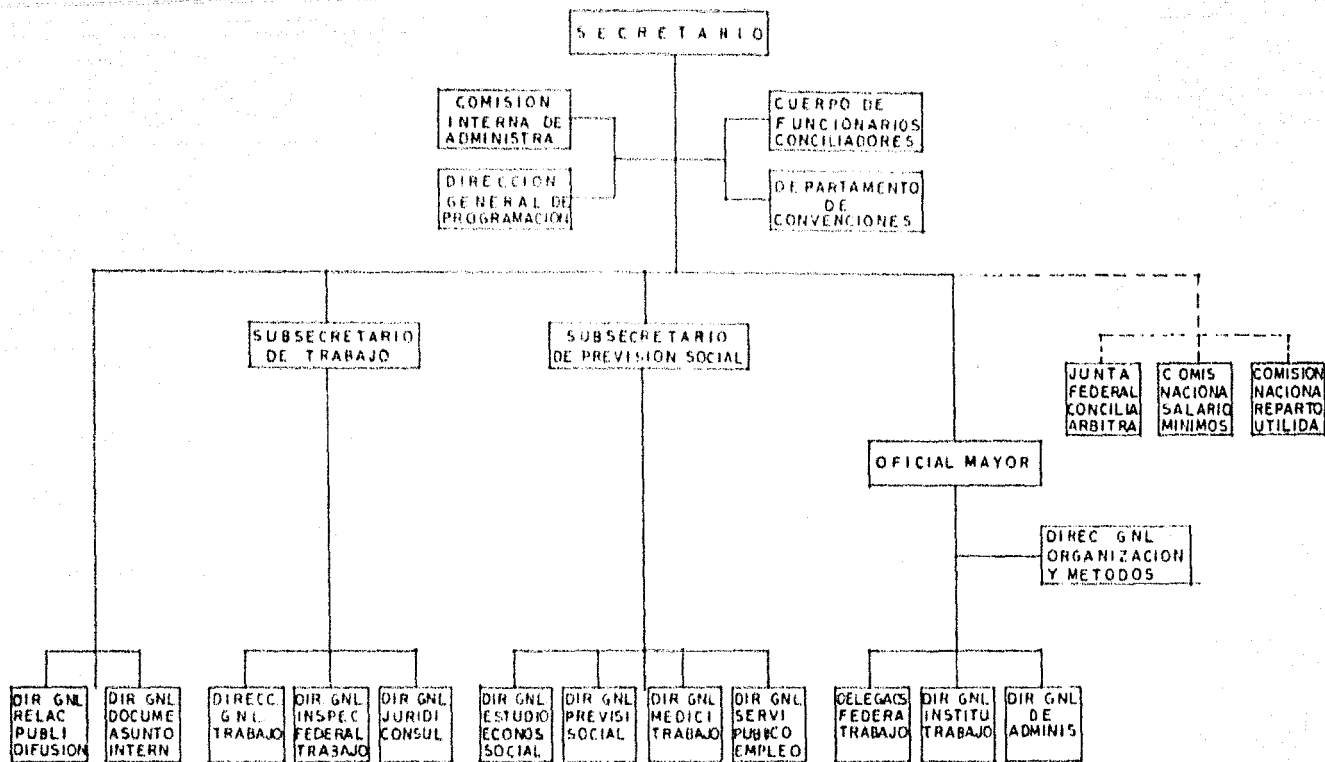 SECRETARIO
COMISION
INTERNA DE
ADMINISTRA
CUERPO DE
FUNCIONARIOS
CONCILIADORES
DIRECCION
GENERAL DE
PROGRAMACION
DEPARTAMENTO
DE
CONVENCIONES
SUBSECRETARIO
DE TRABAJO
SUBSECRETARIO
DE PREVISION SOCIAL
JUNTA
FEDERAL
CONCILIA
ARBITRA
COMIS
NACIONA
SALARIO
MINIMOS
COMISION
NACIONA
REPARTO
UTILIDA
OFICIAL MAYOR
DIREC GNL
ORGANIZACION
Y METODOS
DIR GNL
RELAC
PUBLI
DIFUSION
DIR GNL
DOCUME
ASUNTO
INTERN
DIRECC
GNL
TRABAJO
DIR GNL
INSPEC
FEDERAL
TRABAJO
DIR GNL
JURIDI
CONSUL
DIR GNL
ESTUDIO
ECONOS
SOCIAL
DIR GNL
PREVISI
SOCIAL
DIR GNL
MEDICI
TRABAJO
DIR GNL
SERVI
PUBICO
EMPLEO
DELEGACS
FEDERA
TRABAJO
DIR GNL
INSTITU
TRABAJO
DIR GNL
DE
ADMINIS